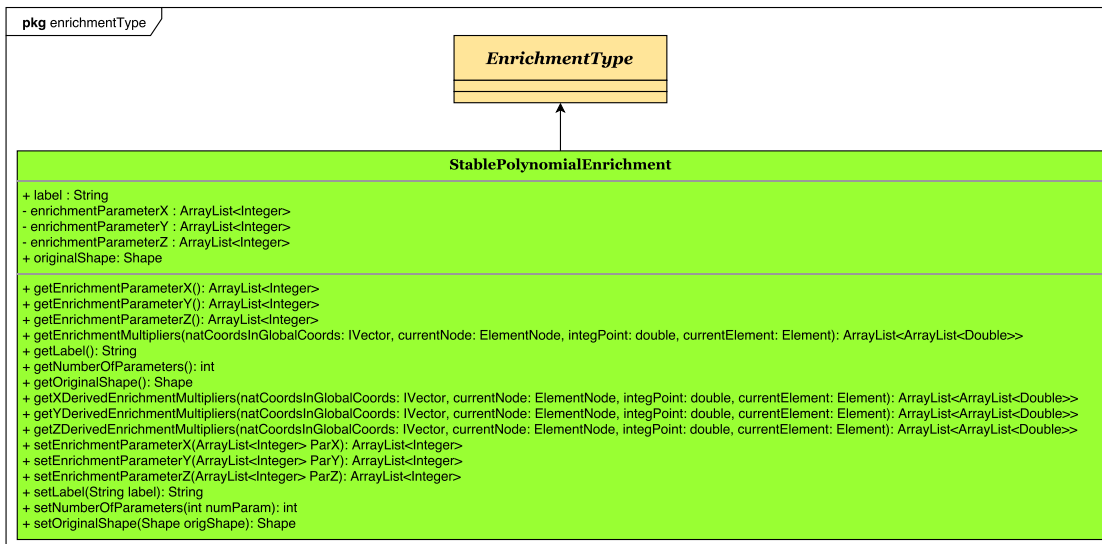 pkg enrichmentType
EnrichmentType
StablePolynomialEnrichment
+ label : String
- enrichmentParameterX : ArrayList<Integer>
- enrichmentParameterY : ArrayList<Integer>
- enrichmentParameterZ : ArrayList<Integer>
+ originalShape: Shape
+ getEnrichmentParameterX(): ArrayList<Integer>
+ getEnrichmentParameterY(): ArrayList<Integer>
+ getEnrichmentParameterZ(): ArrayList<Integer>
+ getEnrichmentMultipliers(natCoordsInGlobalCoords: IVector, currentNode: ElementNode, integPoint: double, currentElement: Element): ArrayList<ArrayList<Double>>
+ getLabel(): String
+ getNumberOfParameters(): int
+ getOriginalShape(): Shape
+ getXDerivedEnrichmentMultipliers(natCoordsInGlobalCoords: IVector, currentNode: ElementNode, integPoint: double, currentElement: Element): ArrayList<ArrayList<Double>>
+ getYDerivedEnrichmentMultipliers(natCoordsInGlobalCoords: IVector, currentNode: ElementNode, integPoint: double, currentElement: Element): ArrayList<ArrayList<Double>>
+ getZDerivedEnrichmentMultipliers(natCoordsInGlobalCoords: IVector, currentNode: ElementNode, integPoint: double, currentElement: Element): ArrayList<ArrayList<Double>>
+ setEnrichmentParameterX(ArrayList<Integer> ParX): ArrayList<Integer>
+ setEnrichmentParameterY(ArrayList<Integer> ParY): ArrayList<Integer>
+ setEnrichmentParameterZ(ArrayList<Integer> ParZ): ArrayList<Integer>
+ setLabel(String label): String
+ setNumberOfParameters(int numParam): int
+ setOriginalShape(Shape origShape): Shape